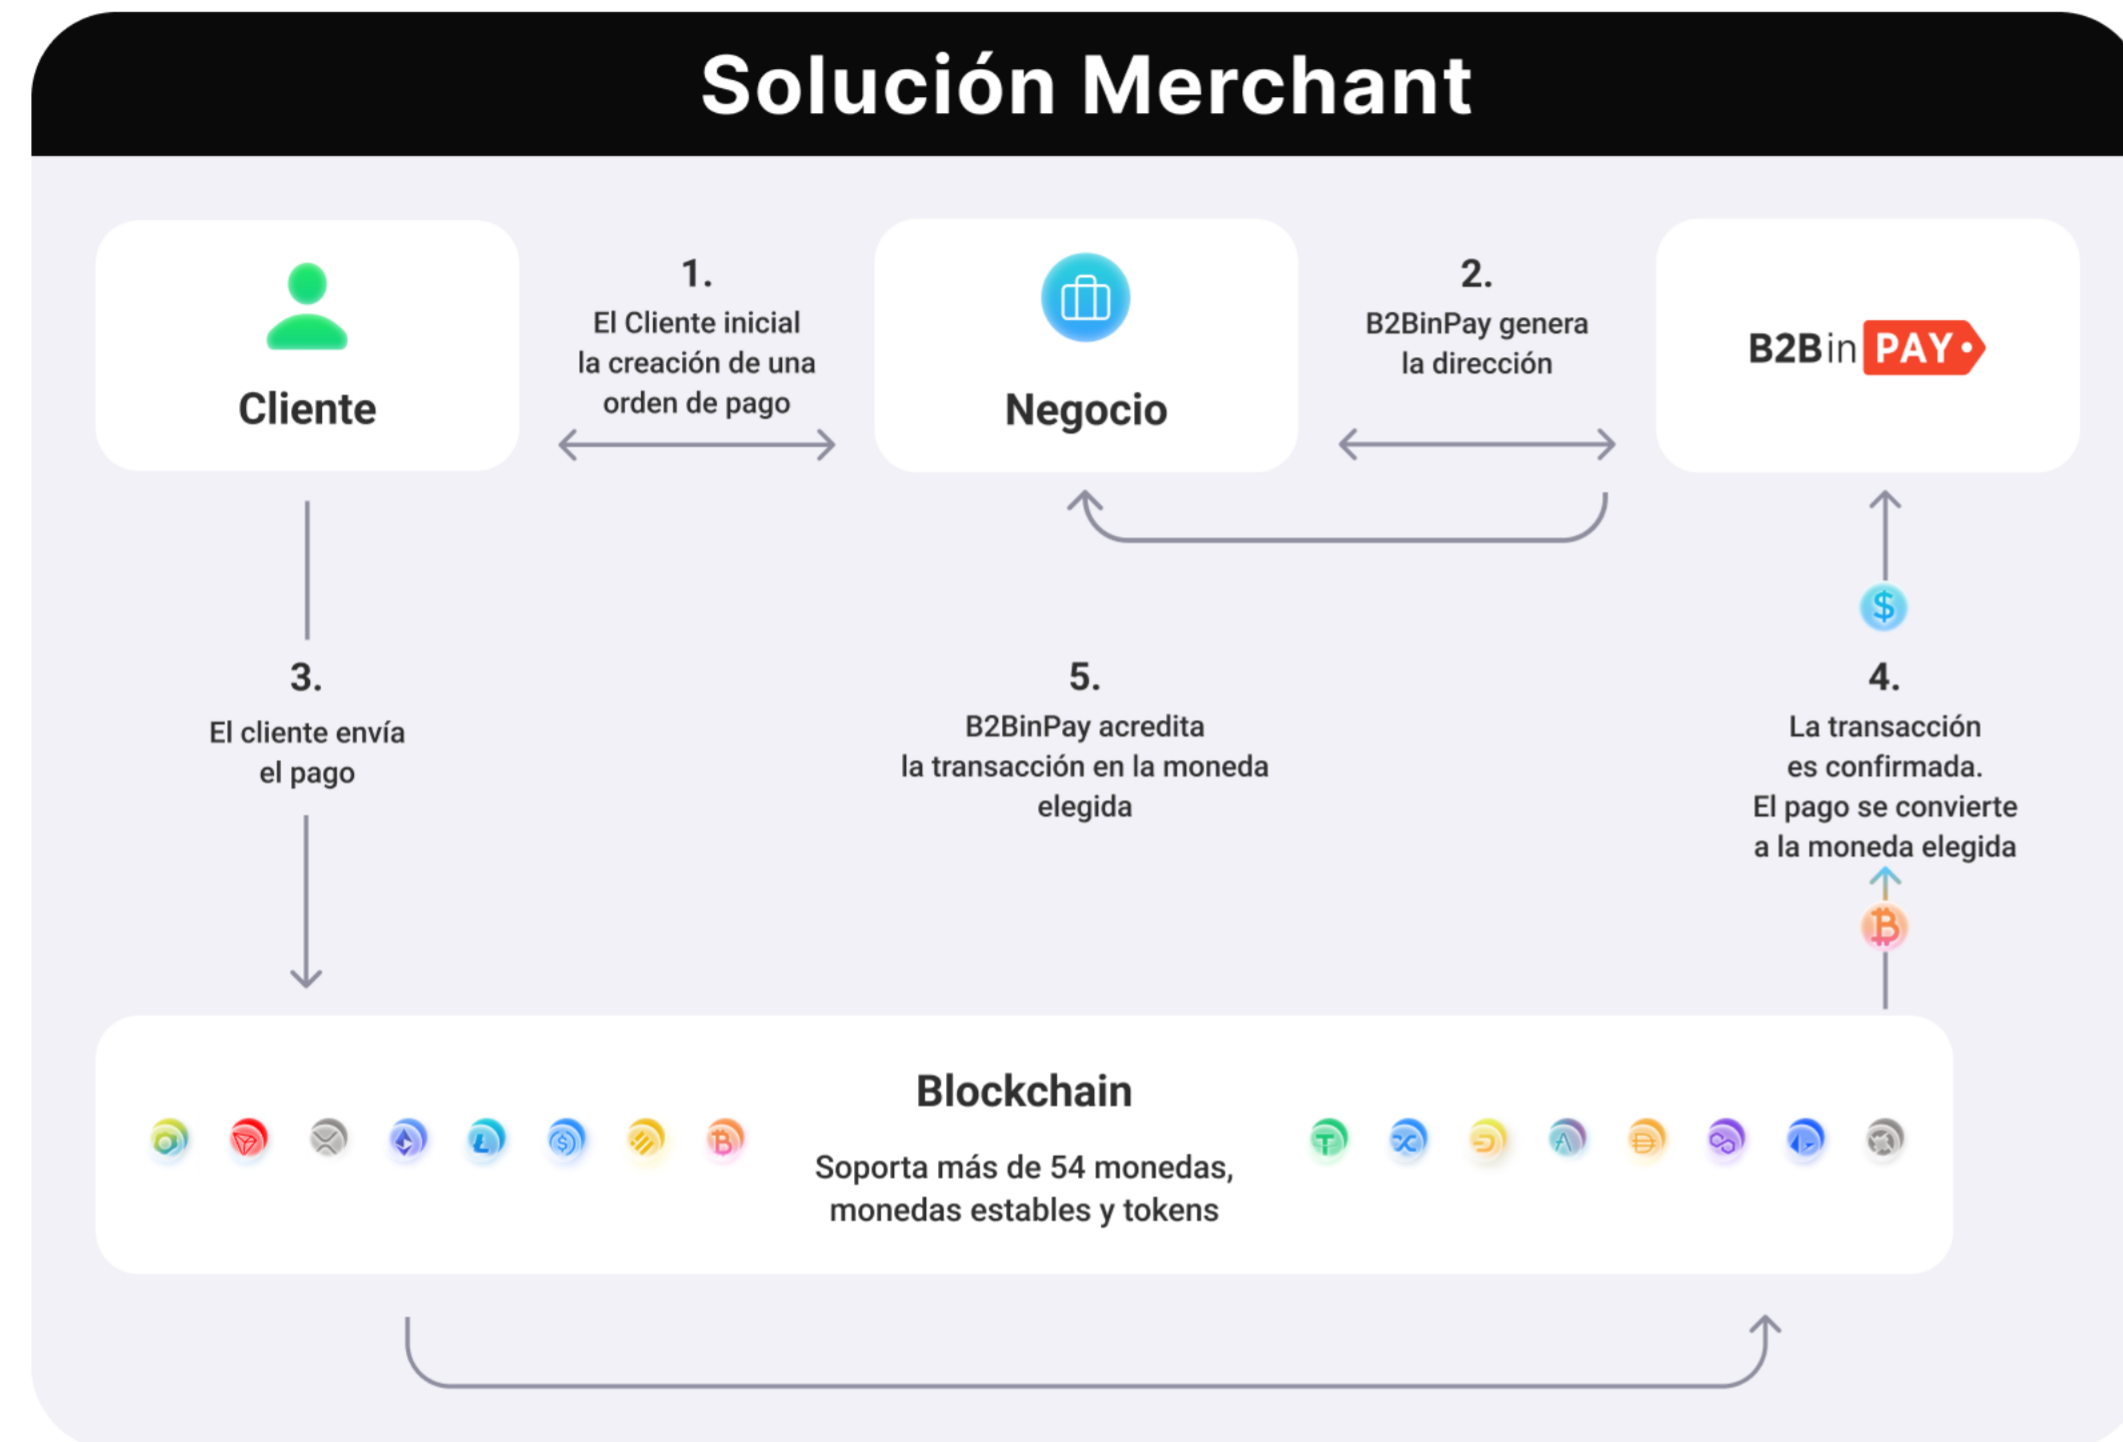 Solución Merchant
Cliente
1.
El Cliente inicial
la creación de una
orden de pago
Negocio
2.
B2BinPay genera
la dirección
B2Bin PAY
3.
El cliente envía
el pago
5.
B2BinPay acredita
la transacción en la moneda
elegida
4.
La transacción
es confirmada.
El pago se convierte
a la moneda elegida
Blockchain
Soporta más de 54 monedas,
monedas estables y tokens